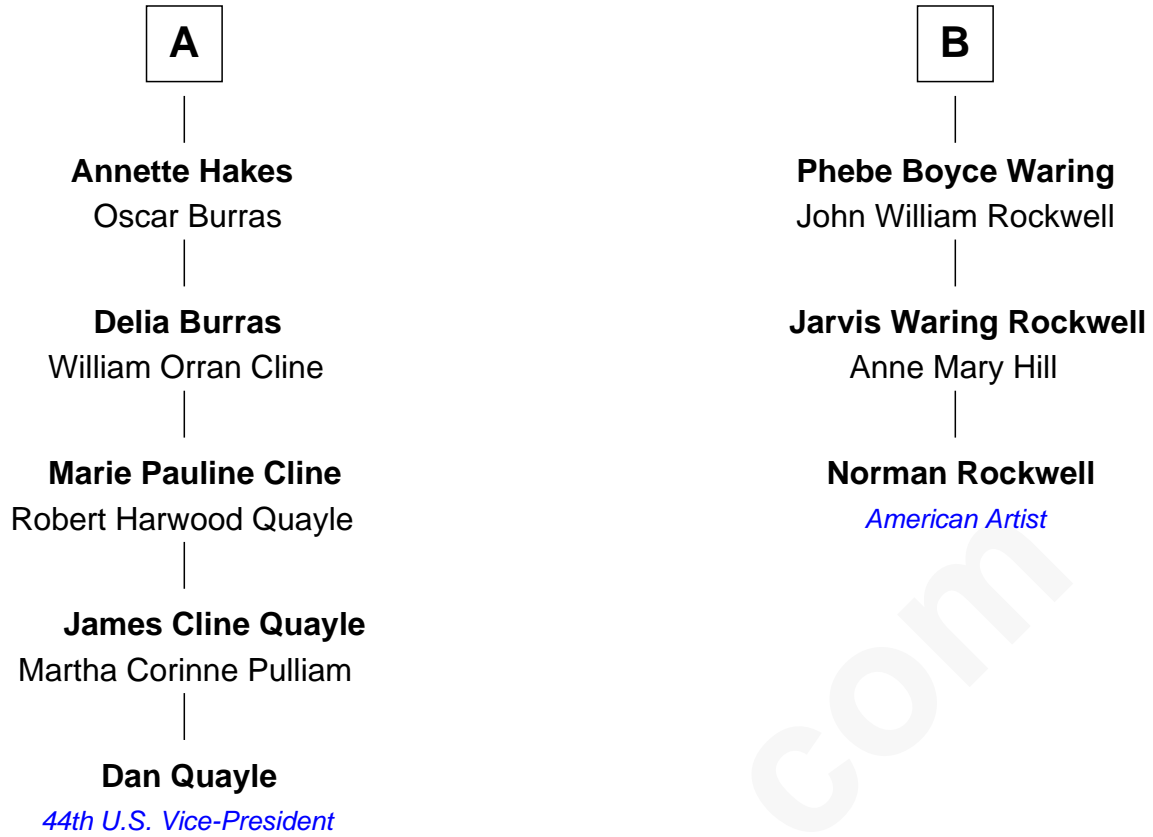 A
Annette Hakes
Oscar Burras
Delia Burras
William Orran Cline
Marie Pauline Cline
Robert Harwood Quayle
James Cline Quayle
Martha Corinne Pulliam
Dan Quayle
44th U.S. Vice-President
B
Phebe Boyce Waring
John William Rockwell
Jarvis Waring Rockwell
Anne Mary Hill
Norman Rockwell
American Artist
com